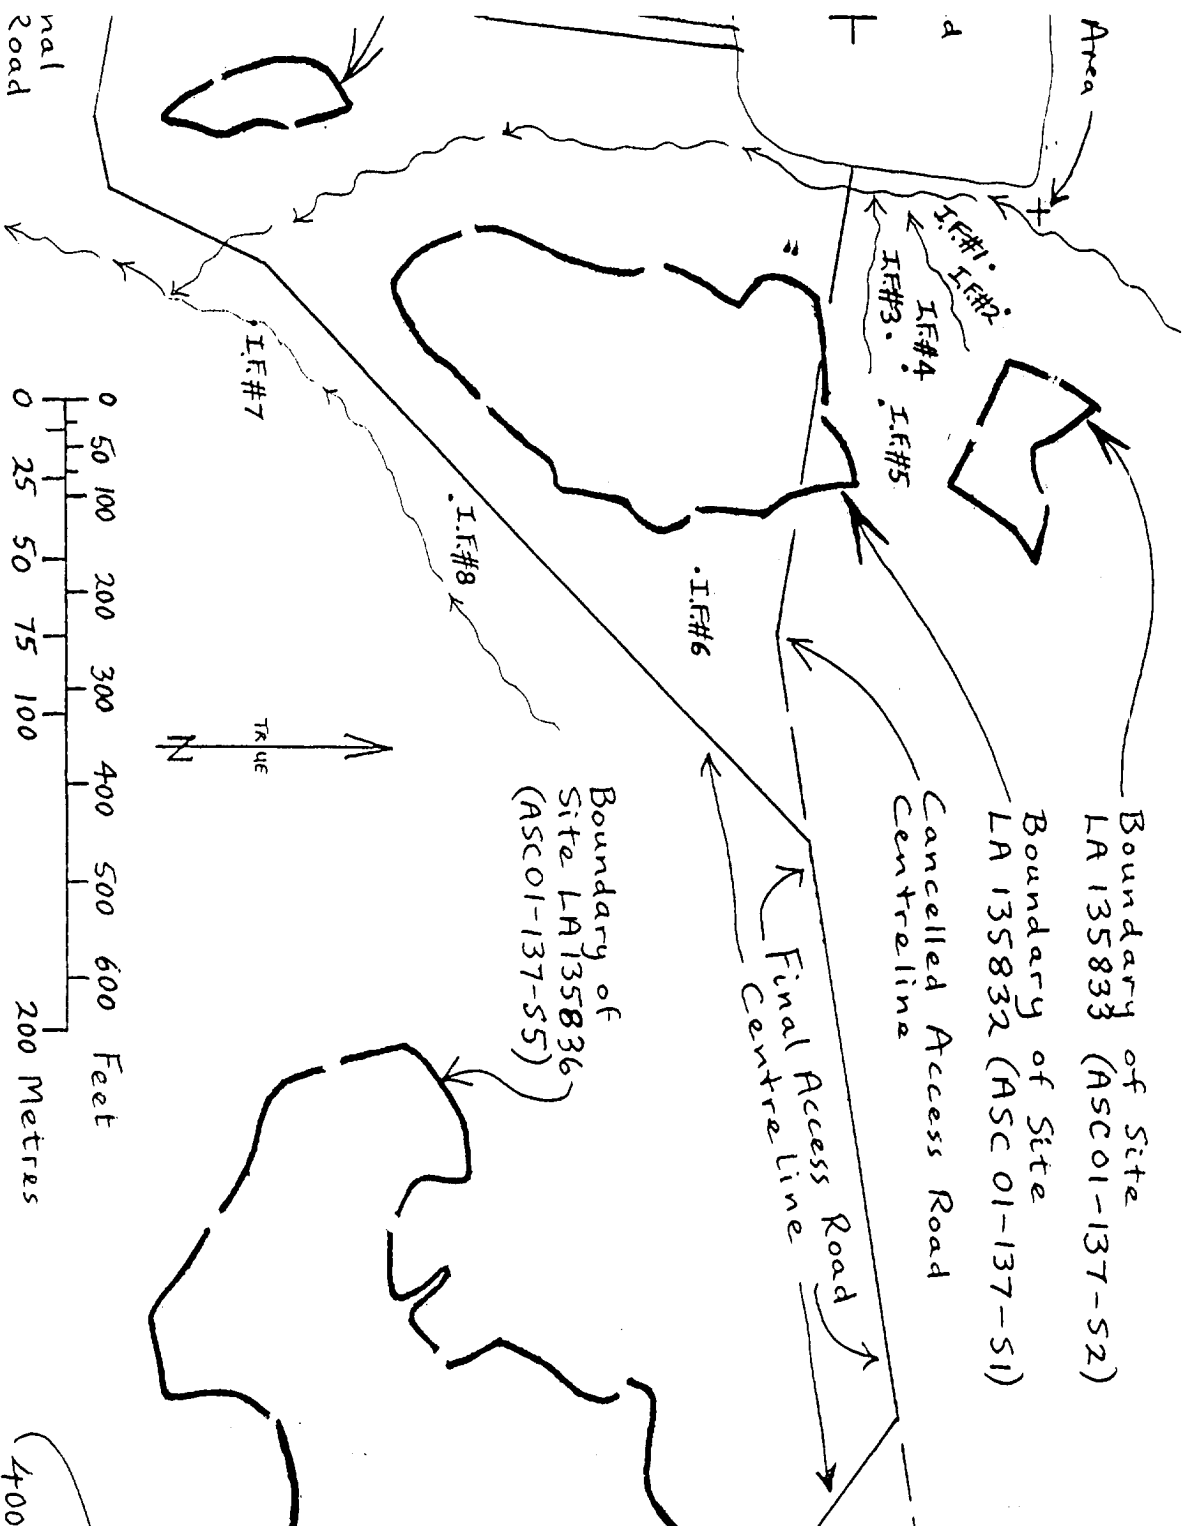 Area
d
nal
Road
I.F.#1
I.F.#2
I.F.#3
I.F.#4
I.F.#5
I.F.#6
I.F.#7
I.F.#8
"
Boundary of Site
LA 135833 (ASC01-137-S2)
Boundary of Site
LA 135832 (ASC 01-137-S1)
Cancelled Access Road
Centreline
Final Access Road
Centreline
Boundary of
Site LA 135836
(ASC01-137-S5)
TRUE
N
0 50 100 200 300 400 500 600 Feet
0 25 50 75 100 200 Metres
400